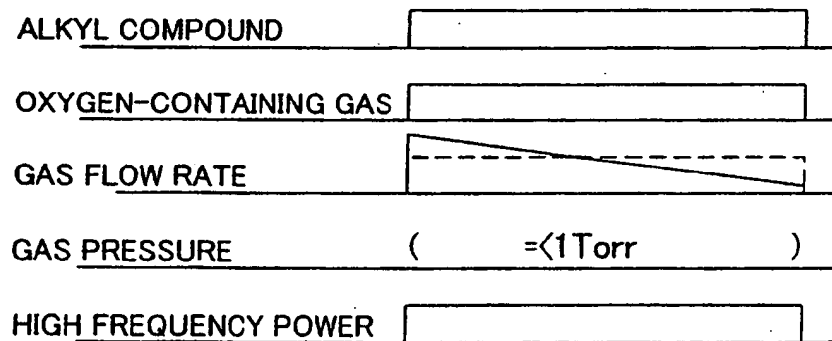 ALKYL COMPOUND
OXYGEN-CONTAINING GAS
GAS FLOW RATE
GAS PRESSURE ( =<1Torr )
HIGH FREQUENCY POWER